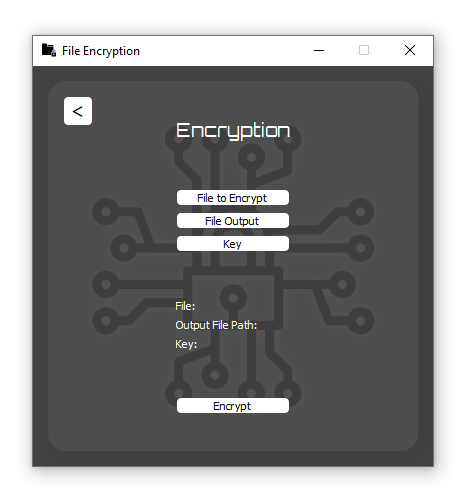 File Encryption
<
Encryption
File to Encrypt
File Output
Key
File:
Output File Path:
Key:
Encrypt